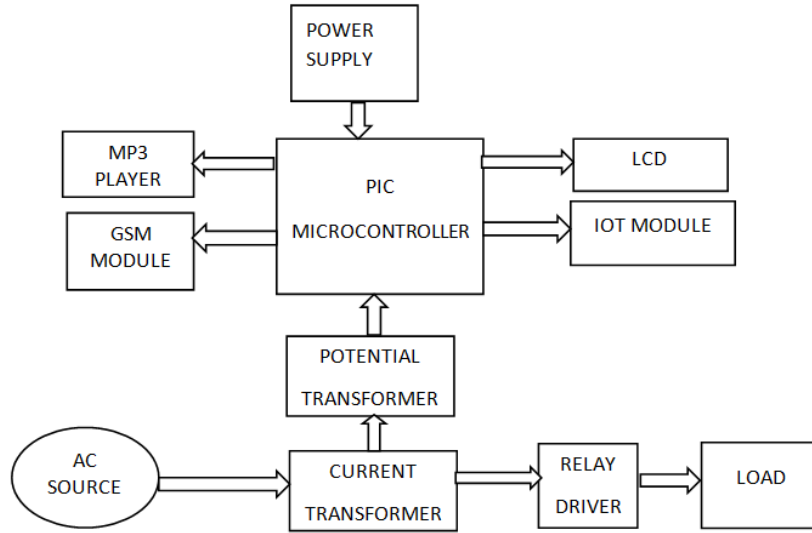 POWER
SUPPLY
MP3
PLAYER
PIC
MICROCONTROLLER
LCD
GSM
MODULE
IOT MODULE
POTENTIAL
TRANSFORMER
AC
SOURCE
CURRENT
TRANSFORMER
RELAY
DRIVER
LOAD